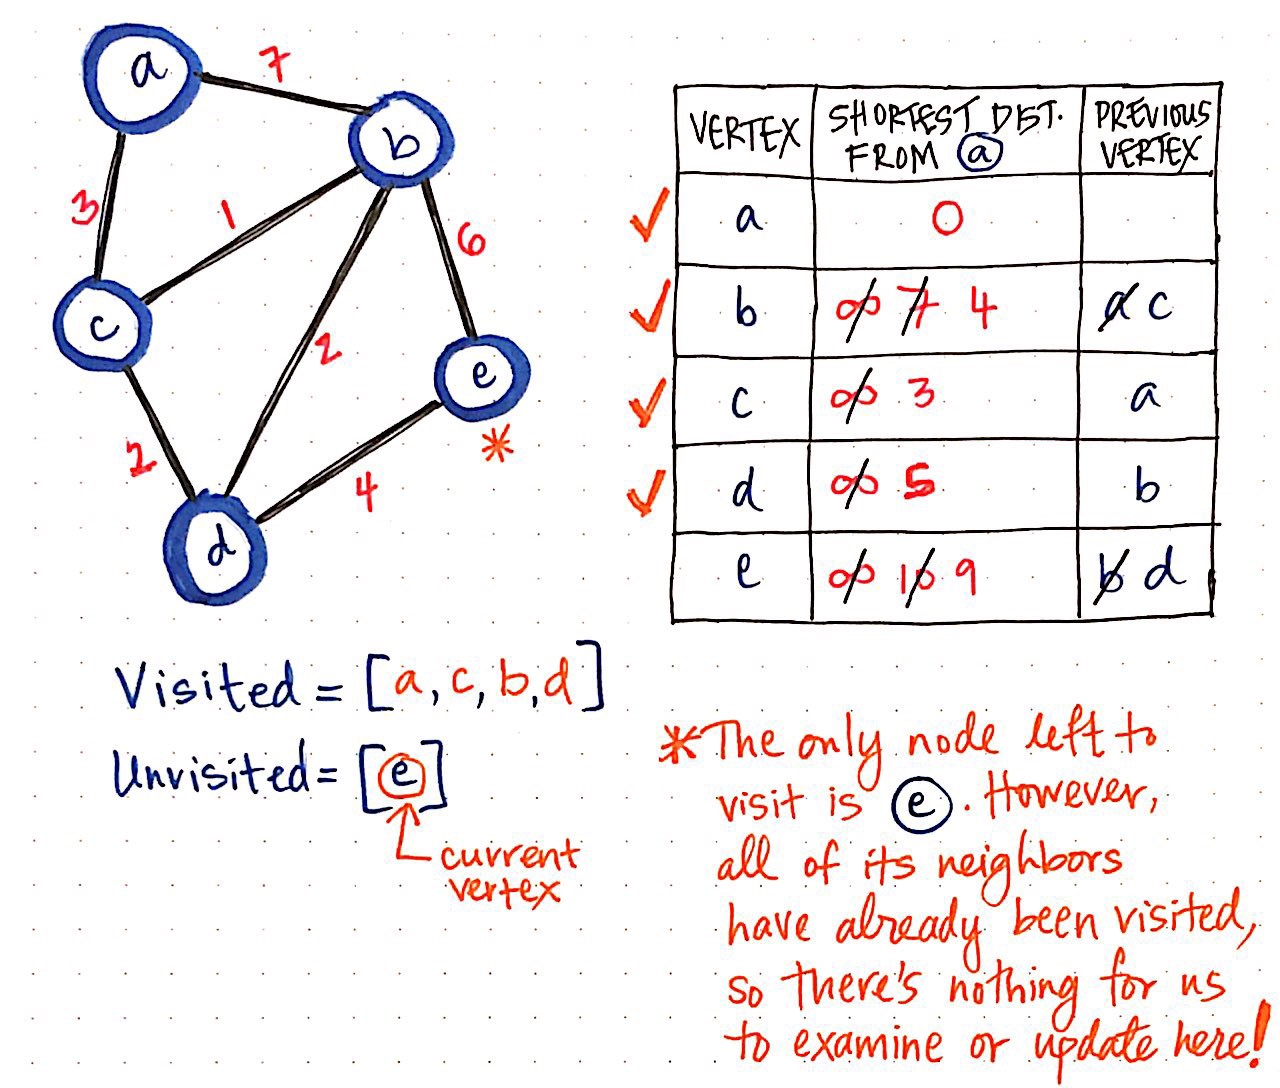 a
7
b
3
1
6
c
2
e
*
2
4
d
VERTEX
SHORTEST DIST.
FROM a
PREVIOUS
VERTEX
✓ a 0
✓ b ∞ 7 4 a c
✓ c ∞ 3 a
✓ d ∞ 5 b
e ∞ 10 9 b d
Visited = [a, c, b, d]
Unvisited = [e]
current
vertex
* The only node left to
visit is e. However,
all of its neighbors
have already been visited,
so there's nothing for us
to examine or update here!